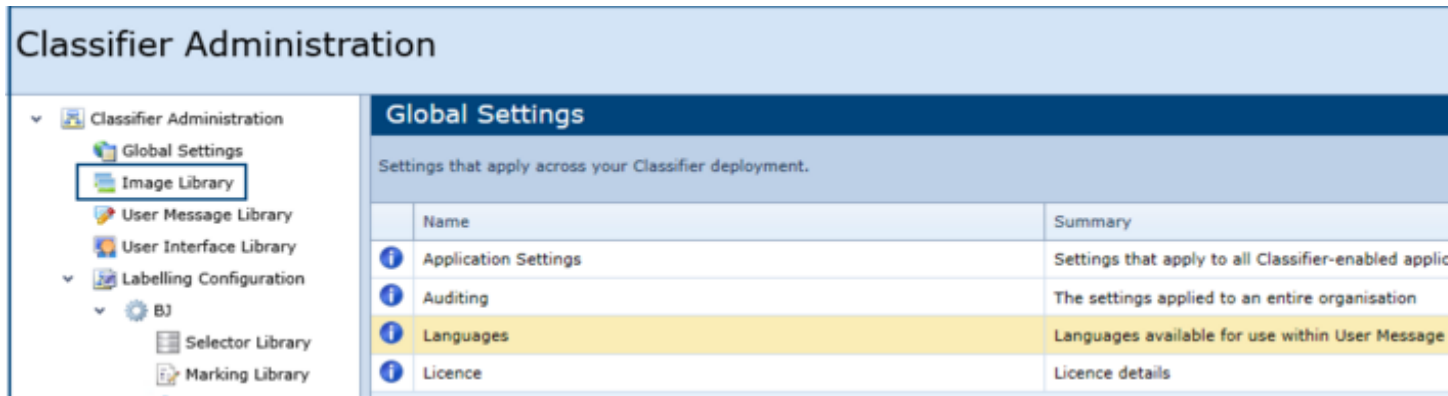 Classifier Administration
Classifier Administration
Global Settings
Image Library
User Message Library
User Interface Library
Labelling Configuration
BJ
Selector Library
Marking Library
Global Settings
Settings that apply across your Classifier deployment.
Name Summary
Application Settings Settings that apply to all Classifier-enabled
Auditing The settings applied to an entire organisation
Languages Languages available for use within User Message
Licence Licence details